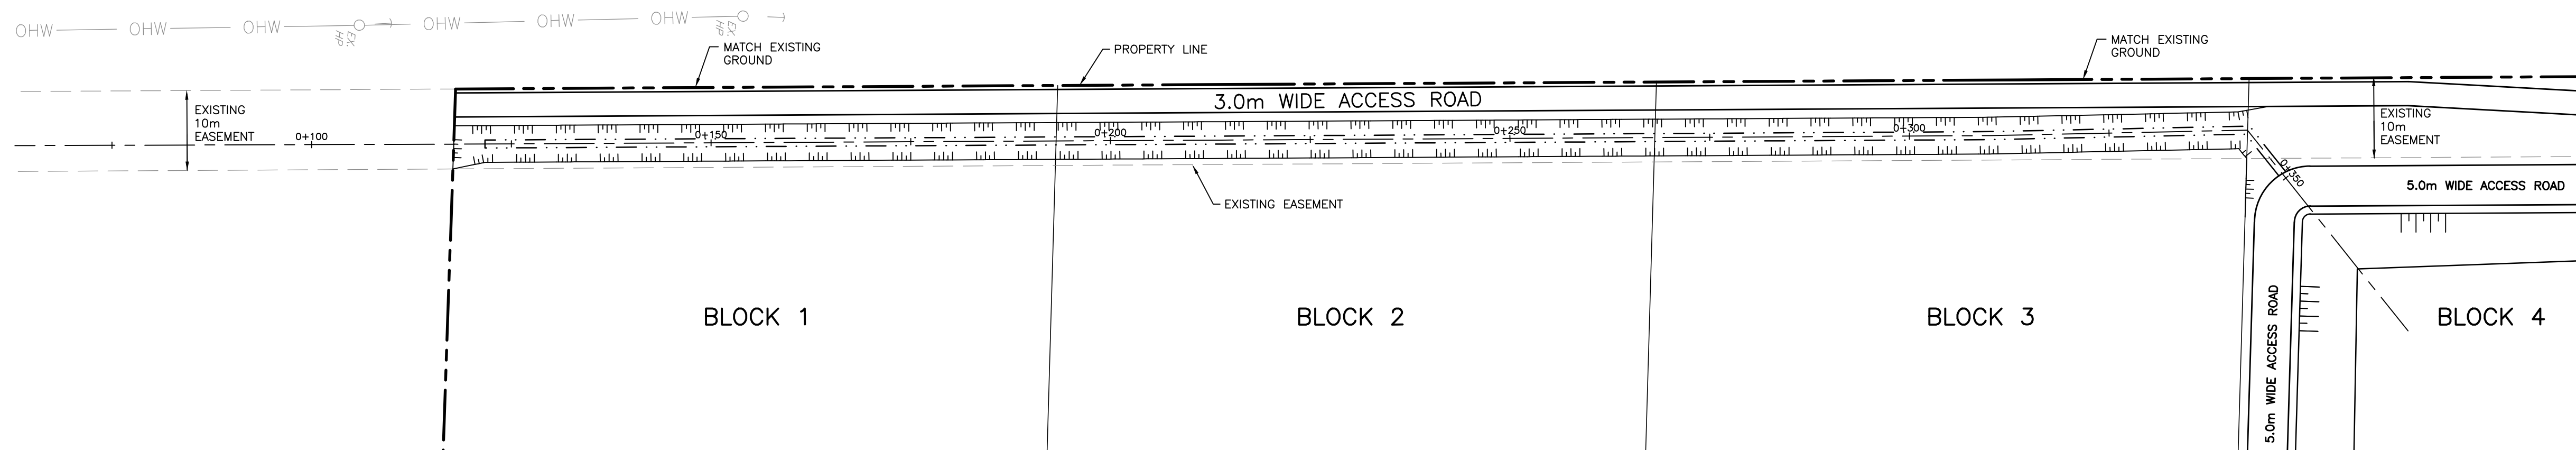 OHW OHW OHW OHW OHW OHW
EX.
HP
EX.
HP
MATCH EXISTING
GROUND
PROPERTY LINE
MATCH EXISTING
GROUND
3.0m WIDE ACCESS ROAD
EXISTING
10m
EASEMENT
0+100
0+150
0+200
0+250
0+300
0+350
EXISTING
10m
EASEMENT
5.0m WIDE ACCESS ROAD
EXISTING EASEMENT
BLOCK 1
BLOCK 2
BLOCK 3
5.0m WIDE ACCESS ROAD
BLOCK 4